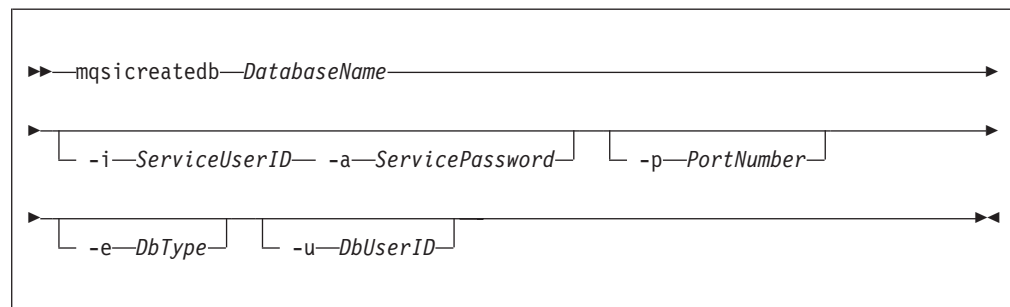 mqsicreatedb DatabaseName
-i ServiceUserID -a ServicePassword -p PortNumber
-e DbType -u DbUserID